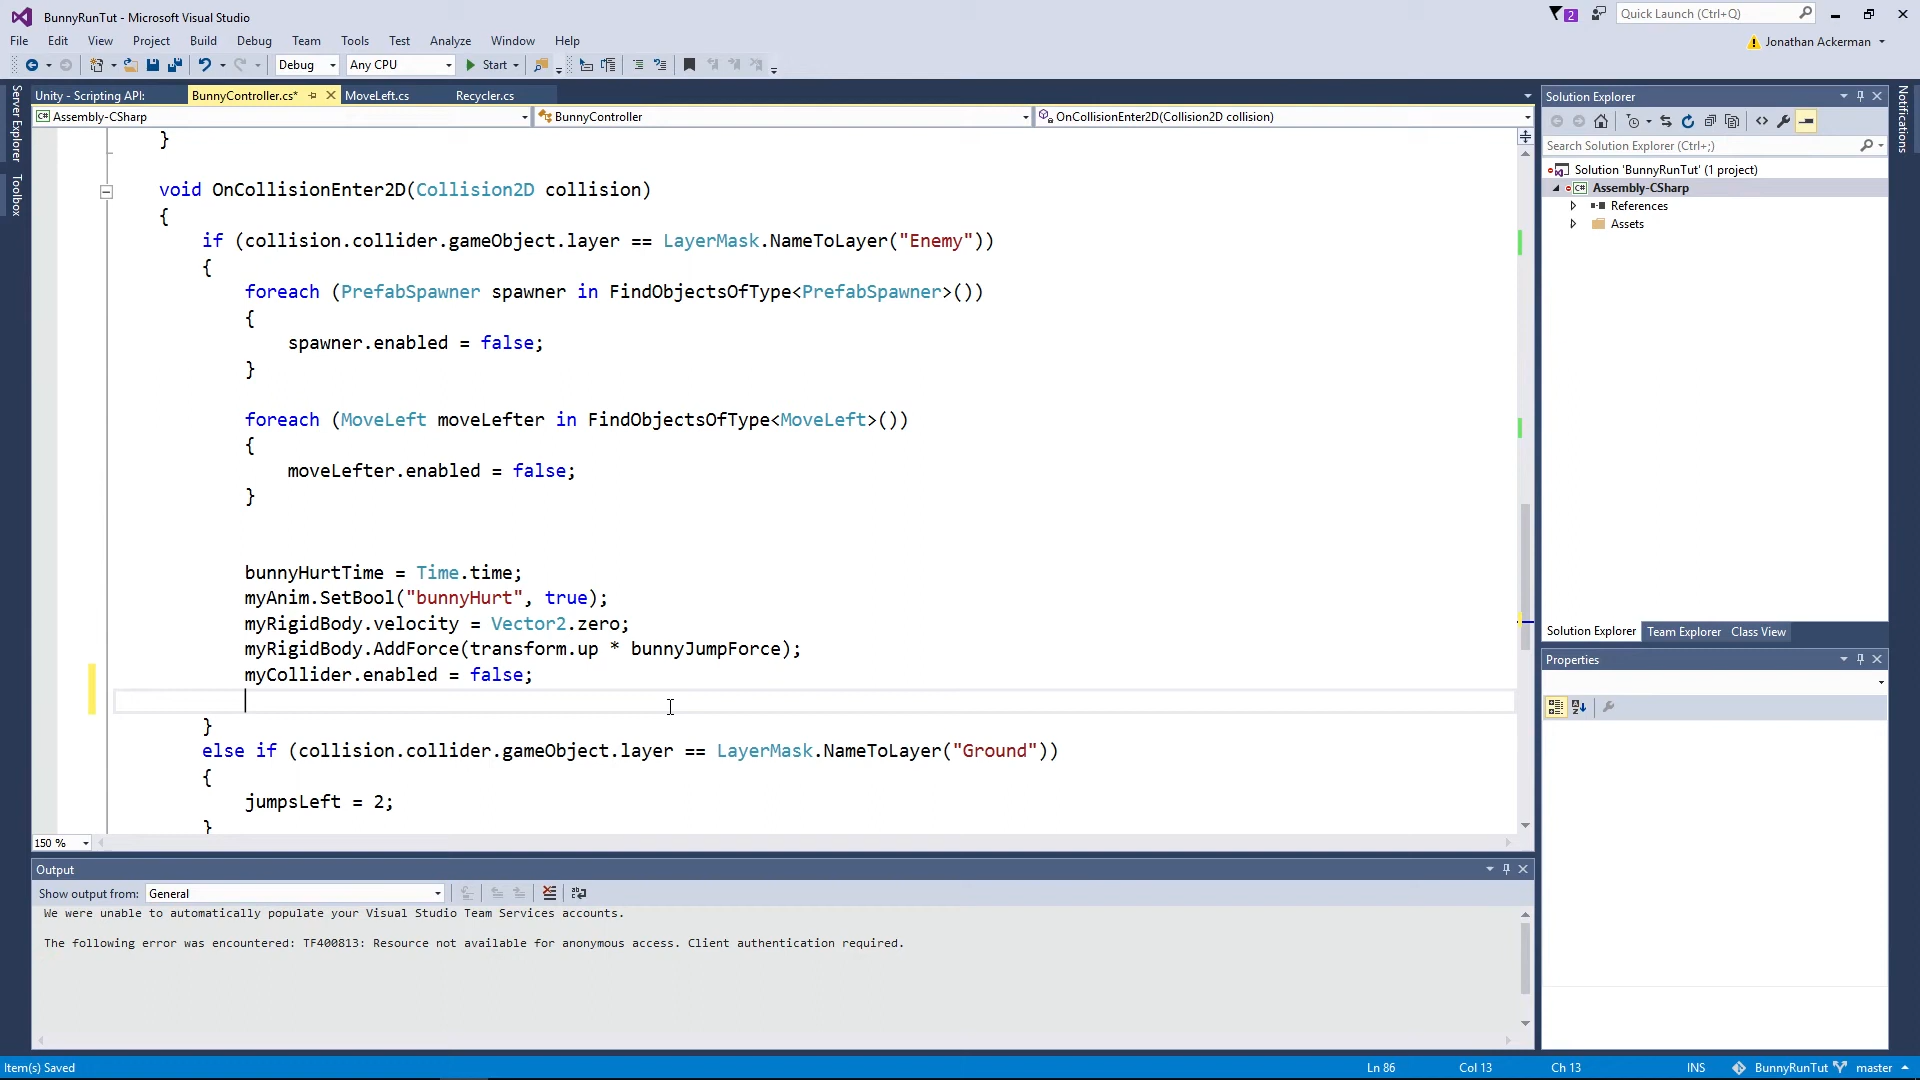 BunnyRunTut - Microsoft Visual Studio
2
Quick Launch (Ctrl+Q)
File Edit View Project Build Debug Team Tools Test Analyze Window Help
Jonathan Ackerman
Debug Any CPU Start
Server Explorer
Toolbox
Unity - Scripting API: BunnyController.cs* MoveLeft.cs Recycler.cs
Assembly-CSharp BunnyController OnCollisionEnter2D(Collision2D collision)
}
void OnCollisionEnter2D(Collision2D collision)
{
if (collision.collider.gameObject.layer == LayerMask.NameToLayer("Enemy"))
{
foreach (PrefabSpawner spawner in FindObjectsOfType<PrefabSpawner>())
{
spawner.enabled = false;
}
foreach (MoveLeft moveLefter in FindObjectsOfType<MoveLeft>())
{
moveLefter.enabled = false;
}
bunnyHurtTime = Time.time;
myAnim.SetBool("bunnyHurt", true);
myRigidBody.velocity = Vector2.zero;
myRigidBody.AddForce(transform.up * bunnyJumpForce);
myCollider.enabled = false;
}
else if (collision.collider.gameObject.layer == LayerMask.NameToLayer("Ground"))
{
jumpsLeft = 2;
}
150 %
Output
Show output from: General
We were unable to automatically populate your Visual Studio Team Services accounts.
The following error was encountered: TF400813: Resource not available for anonymous access. Client authentication required.
Solution Explorer
Search Solution Explorer (Ctrl+;)
Solution 'BunnyRunTut' (1 project)
C# Assembly-CSharp
References
Assets
Solution Explorer Team Explorer Class View
Properties
Notifications
Item(s) Saved Ln 86 Col 13 Ch 13 INS BunnyRunTut master